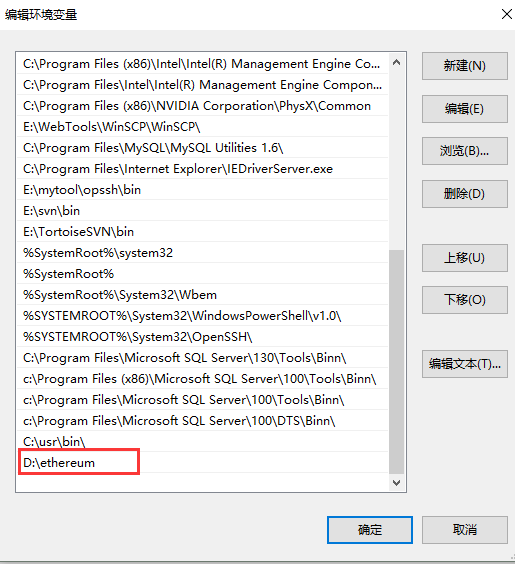 编辑环境变量
C:\Program Files (x86)\Intel\Intel(R) Management Engine Co...
C:\Program Files\Intel\Intel(R) Management Engine Compon...
C:\Program Files (x86)\NVIDIA Corporation\PhysX\Common
E:\WebTools\WinSCP\WinSCP\
C:\Program Files\MySQL\MySQL Utilities 1.6\
C:\Program Files\Internet Explorer\IEDriverServer.exe
E:\mytool\opssh\bin
E:\svn\bin
E:\TortoiseSVN\bin
%SystemRoot%\system32
%SystemRoot%
%SystemRoot%\System32\Wbem
%SYSTEMROOT%\System32\WindowsPowerShell\v1.0\
%SYSTEMROOT%\System32\OpenSSH\
C:\Program Files\Microsoft SQL Server\130\Tools\Binn\
c:\Program Files (x86)\Microsoft SQL Server\100\Tools\Binn\
c:\Program Files\Microsoft SQL Server\100\Tools\Binn\
c:\Program Files\Microsoft SQL Server\100\DTS\Binn\
C:\usr\bin\
D:\ethereum
新建(N)
编辑(E)
浏览(B)...
删除(D)
上移(U)
下移(O)
编辑文本(T)...
确定
取消